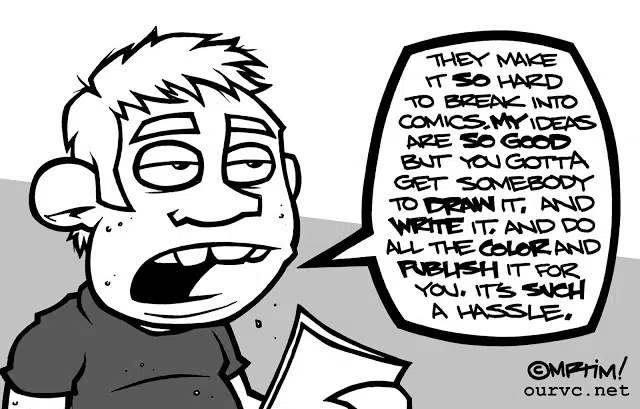 THEY MAKE
IT SO HARD
TO BREAK INTO
COMICS. MY IDEAS
ARE SO GOOD
BUT YOU GOTTA
GET SOMEBODY
TO DRAW IT, AND
WRITE IT, AND DO
ALL THE COLOR AND
PUBLISH IT FOR
YOU. IT'S SUCH
A HASSLE.
©MRTIM!
ourvc.net